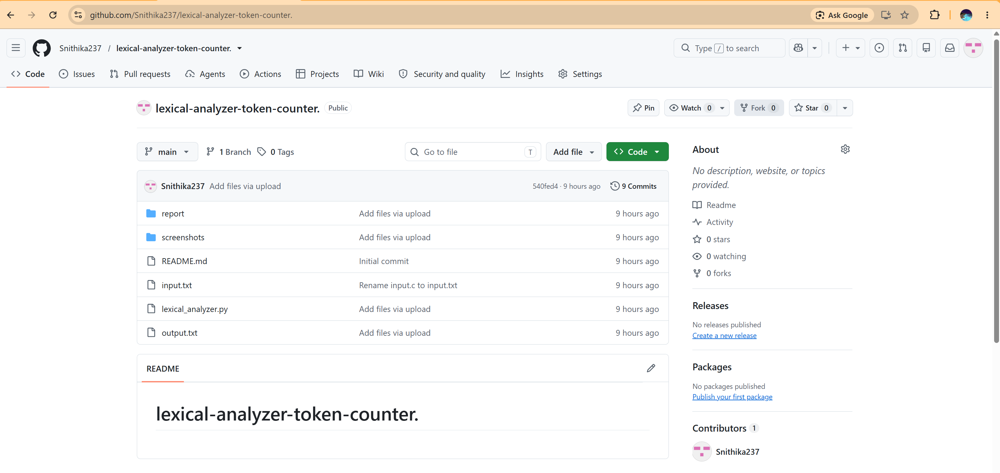 github.com/Snithika237/lexical-analyzer-token-counter.
Ask Google
Snithika237 / lexical-analyzer-token-counter.
Type / to search
Code
Issues
Pull requests
Agents
Actions
Projects
Wiki
Security and quality
Insights
Settings
lexical-analyzer-token-counter. Public
Pin
Watch 0
Fork 0
Star 0
main
1 Branch
0 Tags
Go to file T
Add file
Code
Snithika237 Add files via upload 540fed4 · 9 hours ago 9 Commits
report Add files via upload 9 hours ago
screenshots Add files via upload 9 hours ago
README.md Initial commit 9 hours ago
input.txt Rename input.c to input.txt 9 hours ago
lexical_analyzer.py Add files via upload 9 hours ago
output.txt Add files via upload 9 hours ago
README
lexical-analyzer-token-counter.
About
No description, website, or topics
provided.
Readme
Activity
0 stars
0 watching
0 forks
Releases
No releases published
Create a new release
Packages
No packages published
Publish your first package
Contributors 1
Snithika237